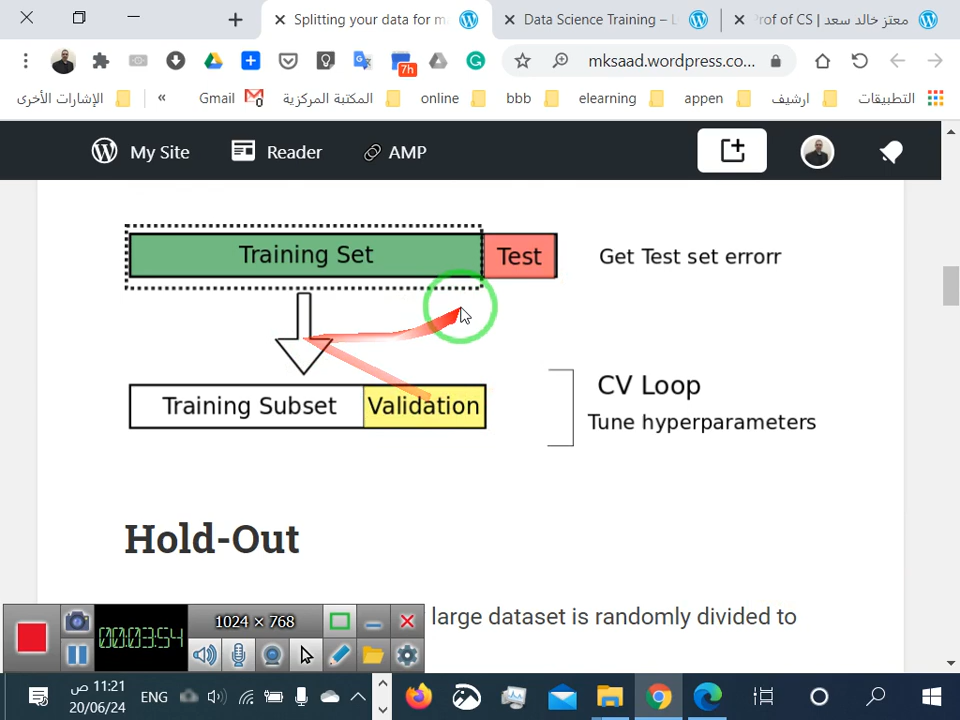 Splitting your data for m
Data Science Training – L
Prof of CS | معتز خالد سعد
7h
mksaad.wordpress.co...
الإشارات الأخرى
»
Gmail
المكتبة المركزية
online
bbb
elearning
appen
ارشيف
التطبيقات
My Site
Reader
AMP
Training Set
Test
Get Test set errorr
Training Subset
Validation
CV Loop
Tune hyperparameters
Hold-Out
large dataset is randomly divided to
00:03:54
1024 × 768
11:21 ص
20/06/24
ENG